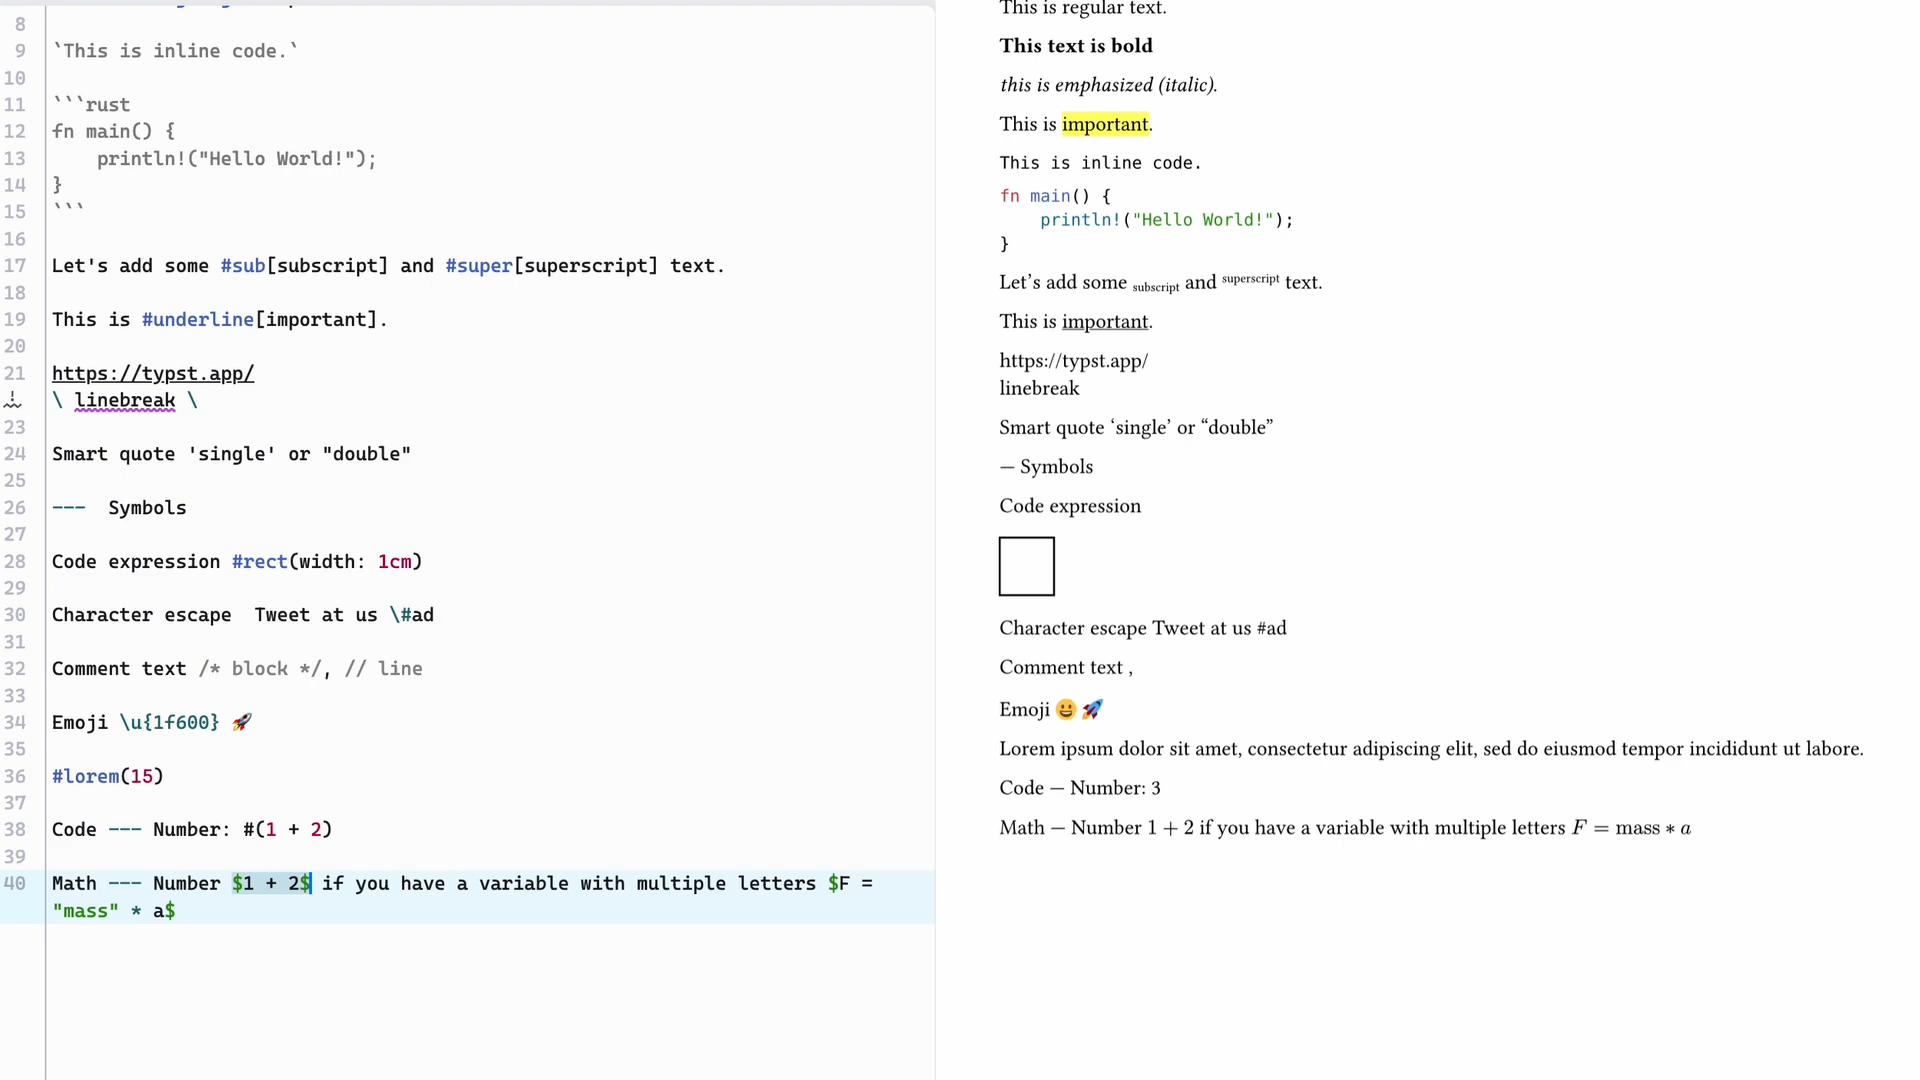 8
9 `This is inline code.`
10
11 ```rust
12 fn main() {
13     println!("Hello World!");
14 }
15 ```
16
17 Let's add some #sub[subscript] and #super[superscript] text.
18
19 This is #underline[important].
20
21 https://typst.app/
\ linebreak \
23
24 Smart quote 'single' or "double"
25
26 ---  Symbols
27
28 Code expression #rect(width: 1cm)
29
30 Character escape  Tweet at us \#ad
31
32 Comment text /* block */, // line
33
34 Emoji \u{1f600} 🚀
35
36 #lorem(15)
37
38 Code --- Number: #(1 + 2)
39
40 Math --- Number $1 + 2$ if you have a variable with multiple letters $F =
"mass" * a$
This is regular text.
This text is bold
this is emphasized (italic).
This is important.
This is inline code.
fn main() {
    println!("Hello World!");
}
Let’s add some subscript and superscript text.
This is important.
https://typst.app/
linebreak
Smart quote ‘single’ or “double”
— Symbols
Code expression
Character escape Tweet at us #ad
Comment text ,
Emoji 😀 🚀
Lorem ipsum dolor sit amet, consectetur adipiscing elit, sed do eiusmod tempor incididunt ut labore.
Code — Number: 3
Math — Number 1 + 2 if you have a variable with multiple letters F = mass ∗ a